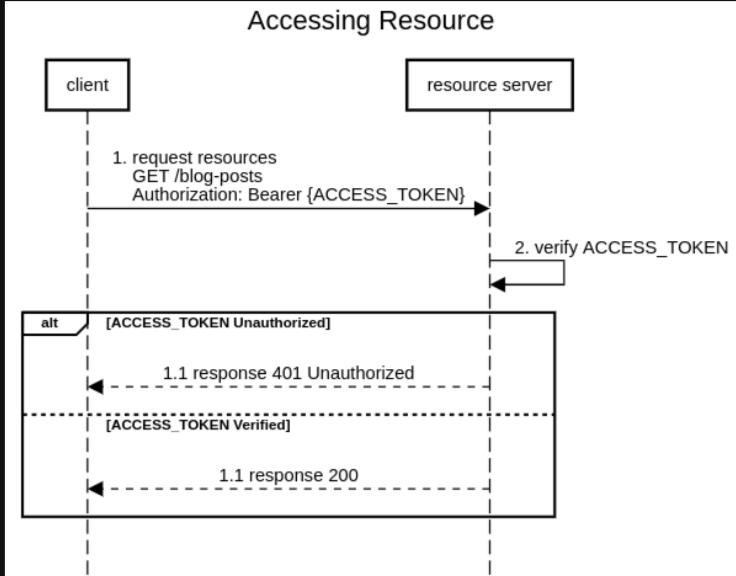 Accessing Resource
client
resource server
1. request resources
GET /blog-posts
Authorization: Bearer {ACCESS_TOKEN}
2. verify ACCESS_TOKEN
alt
[ACCESS_TOKEN Unauthorized]
1.1 response 401 Unauthorized
[ACCESS_TOKEN Verified]
1.1 response 200